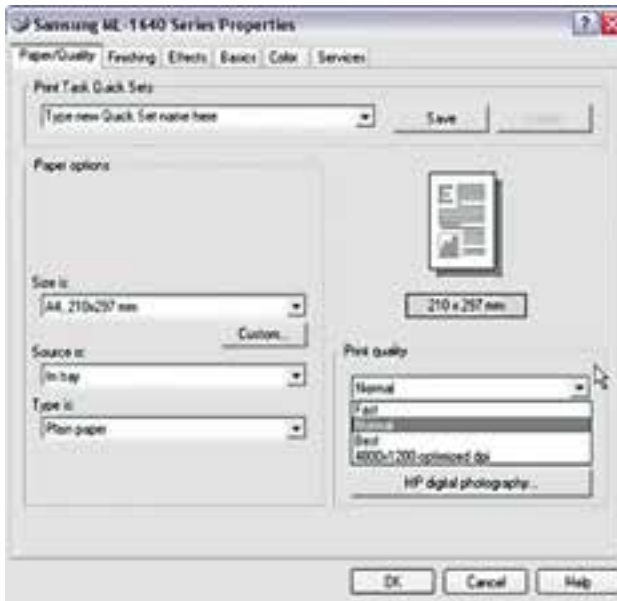 Samsung ML-1640 Series Properties
Paper/Quality Finishing Effects Basics Color Services
Print Task Quick Sets
Type new Quick Set name here
Save
Paper options
E
Size is:
A4, 210x297 mm
210 x 297 mm
Custom...
Source is:
In tray
Print quality
Normal
Type is:
Plain paper
Fast
Normal
Best
4800x1200 optimized dpi
HP digital photography...
OK Cancel Help